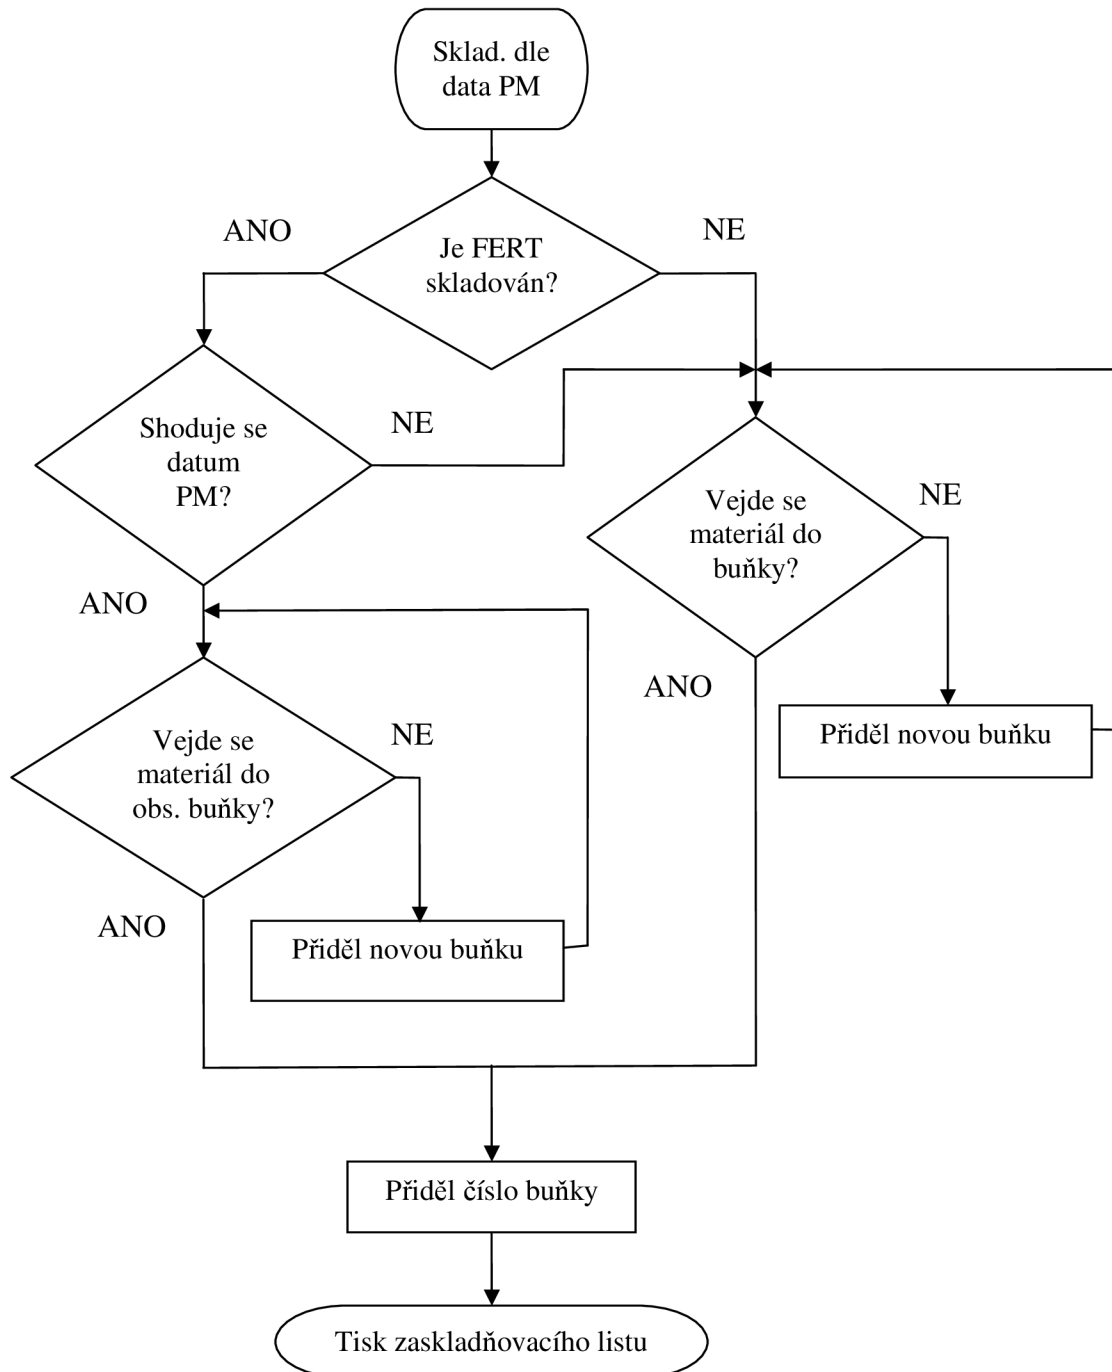 Sklad. dle
data PM
ANO
NE
Je FERT
skladován?
Shoduje se
datum
PM?
NE
Vejde se
materiál do
buňky?
NE
ANO
ANO
Přiděl novou buňku
Vejde se
materiál do
obs. buňky?
NE
ANO
Přiděl novou buňku
Přiděl číslo buňky
Tisk zaskladňovacího listu